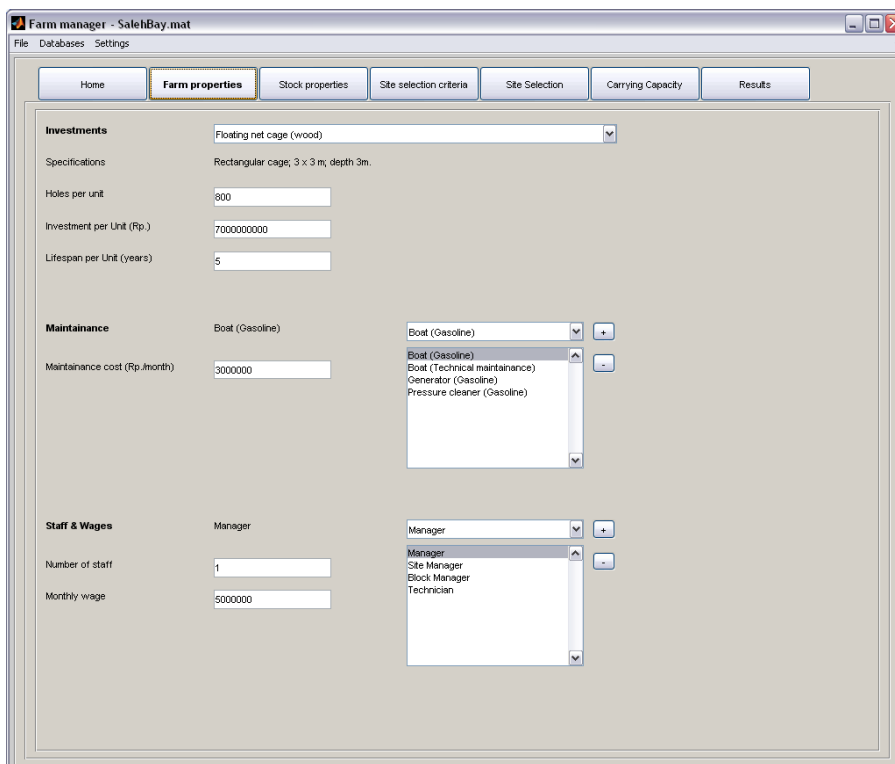 Farm manager - SalehBay.mat
File Databases Settings
Home Farm properties Stock properties Site selection criteria Site Selection Carrying Capacity Results
Investments Floating net cage (wood)
Specifications Rectangular cage; 3 x 3 m; depth 3m.
Holes per unit 800
Investment per Unit (Rp.) 7000000000
Lifespan per Unit (years) 5
Maintainance Boat (Gasoline) Boat (Gasoline) +
Maintainance cost (Rp./month) 3000000 Boat (Gasoline) -
Boat (Technical maintainance)
Generator (Gasoline)
Pressure cleaner (Gasoline)
Staff & Wages Manager Manager +
Manager -
Number of staff 1 Site Manager
Block Manager
Technician
Monthly wage 5000000